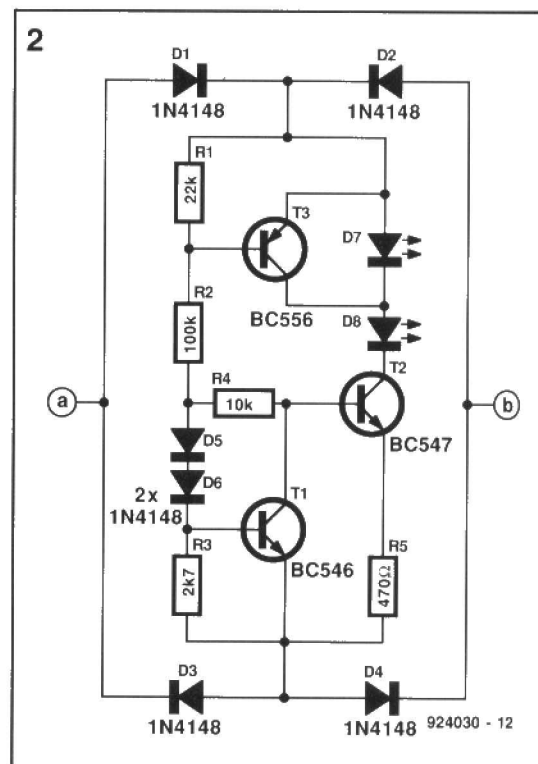 2
D1
D2
1N4148
1N4148
R1
22k
T3
D7
R2
BC556
D8
100k
T2
R4
a
10k
b
D5
BC547
D6
T1
2x
1N4148
R3
R5
2k7
BC546
470Ω
D3
D4
1N4148
1N4148
924030 - 12